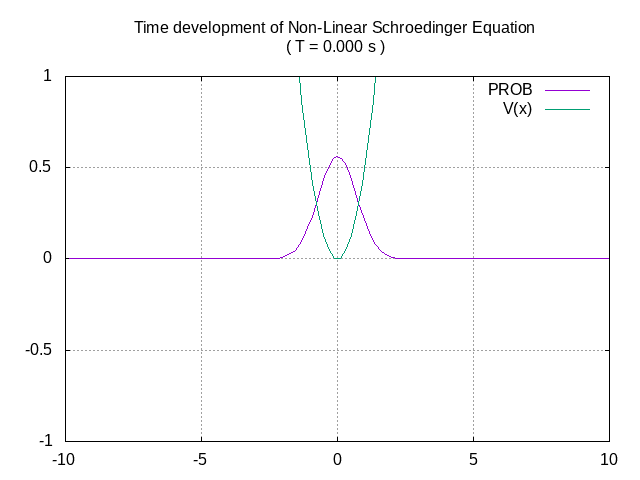 Time development of Non-Linear Schroedinger Equation
( T = 0.000 s )
PROB
V(x)
1
0.5
0
-0.5
-1
-10 -5 0 5 10